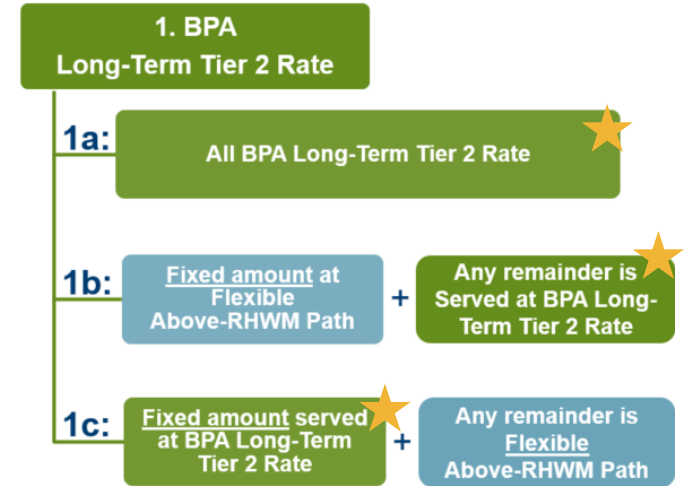 1. BPA
Long-Term Tier 2 Rate
1a:
All BPA Long-Term Tier 2 Rate
1b:
Fixed amount at
Flexible
Above-RHWM Path
+
Any remainder is
Served at BPA Long-
Term Tier 2 Rate
1c:
Fixed amount served
at BPA Long-Term
Tier 2 Rate
+
Any remainder is
Flexible
Above-RHWM Path